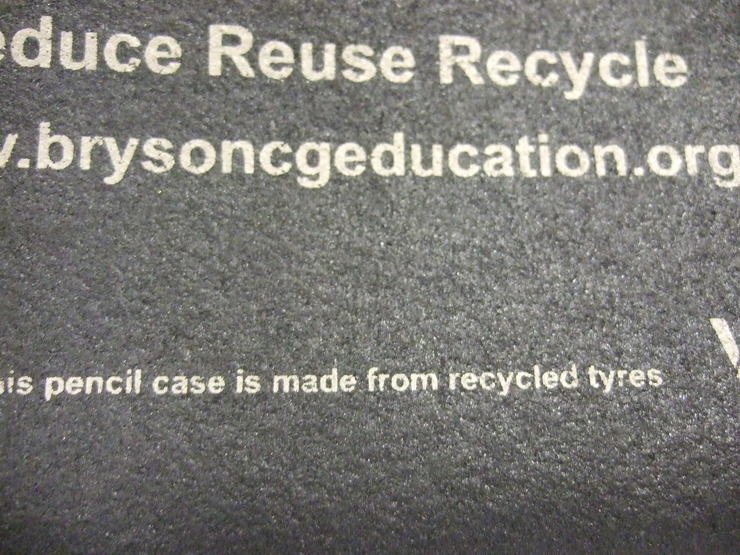 educe Reuse Recycle
.brysoncgeducation.org
is pencil case is made from recycled tyres